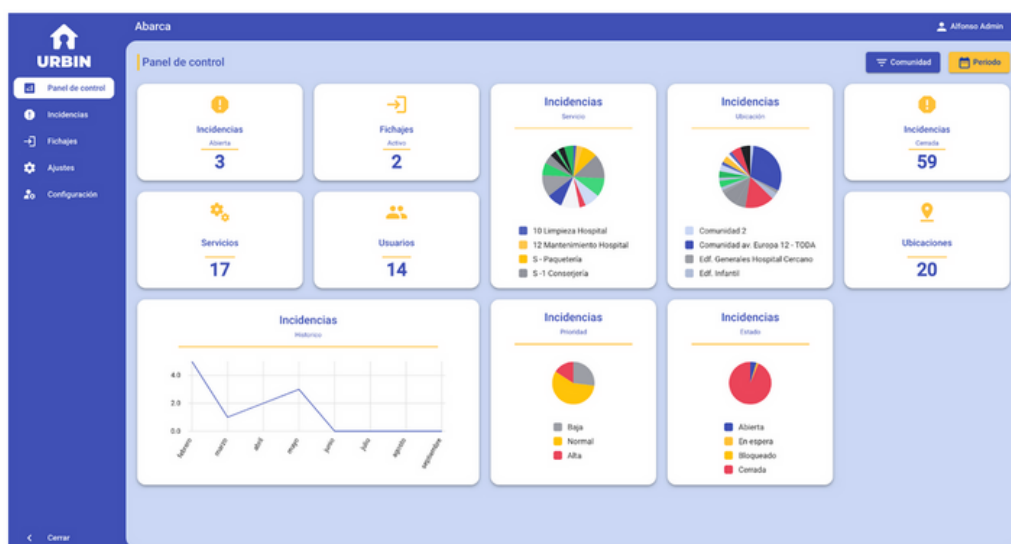 URBIN
Abarca
Alfonso Admin
Panel de control
Incidencias
Fichajes
Ajustes
Configuración
Cerrar
Panel de control
Comunidad
Periodo
Incidencias
Abierta
3
Fichajes
Activo
2
Incidencias
Servicio
10 Limpieza Hospital
12 Mantenimiento Hospital
S - Paquetería
S -1 Conserjería
Incidencias
Ubicación
Comunidad 2
Comunidad av. Europa 12 - TODA
Edf. Generales Hospital Cercano
Edf. Infantil
Incidencias
Cerrada
59
Servicios
17
Usuarios
14
Ubicaciones
20
Incidencias
Historico
4.0
2.0
0.0
febrero
marzo
abril
mayo
junio
julio
agosto
septiembre
Incidencias
Prioridad
Baja
Normal
Alta
Incidencias
Estado
Abierta
En espera
Bloqueado
Cerrada